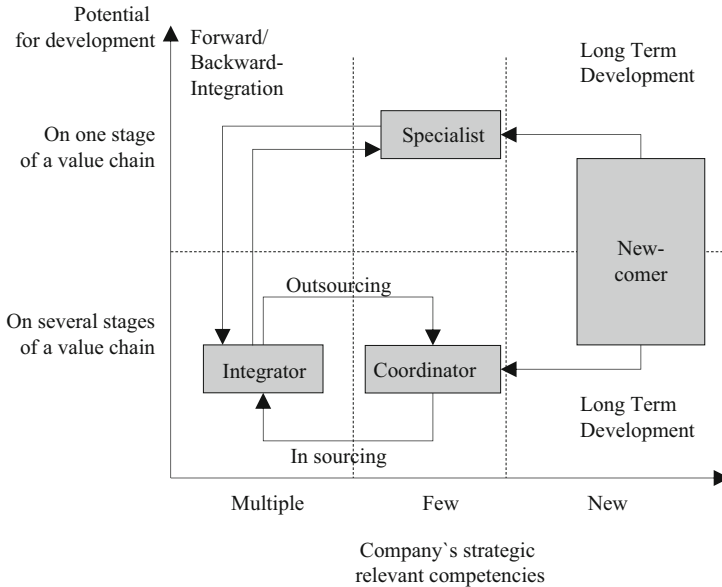 Potential
for development
Forward/
Backward-
Integration
Long Term
Development
On one stage
of a value chain
Specialist
New-
comer
Outsourcing
On several stages
of a value chain
Integrator
Coordinator
Long Term
Development
In sourcing
Multiple
Few
New
Company`s strategic
relevant competencies